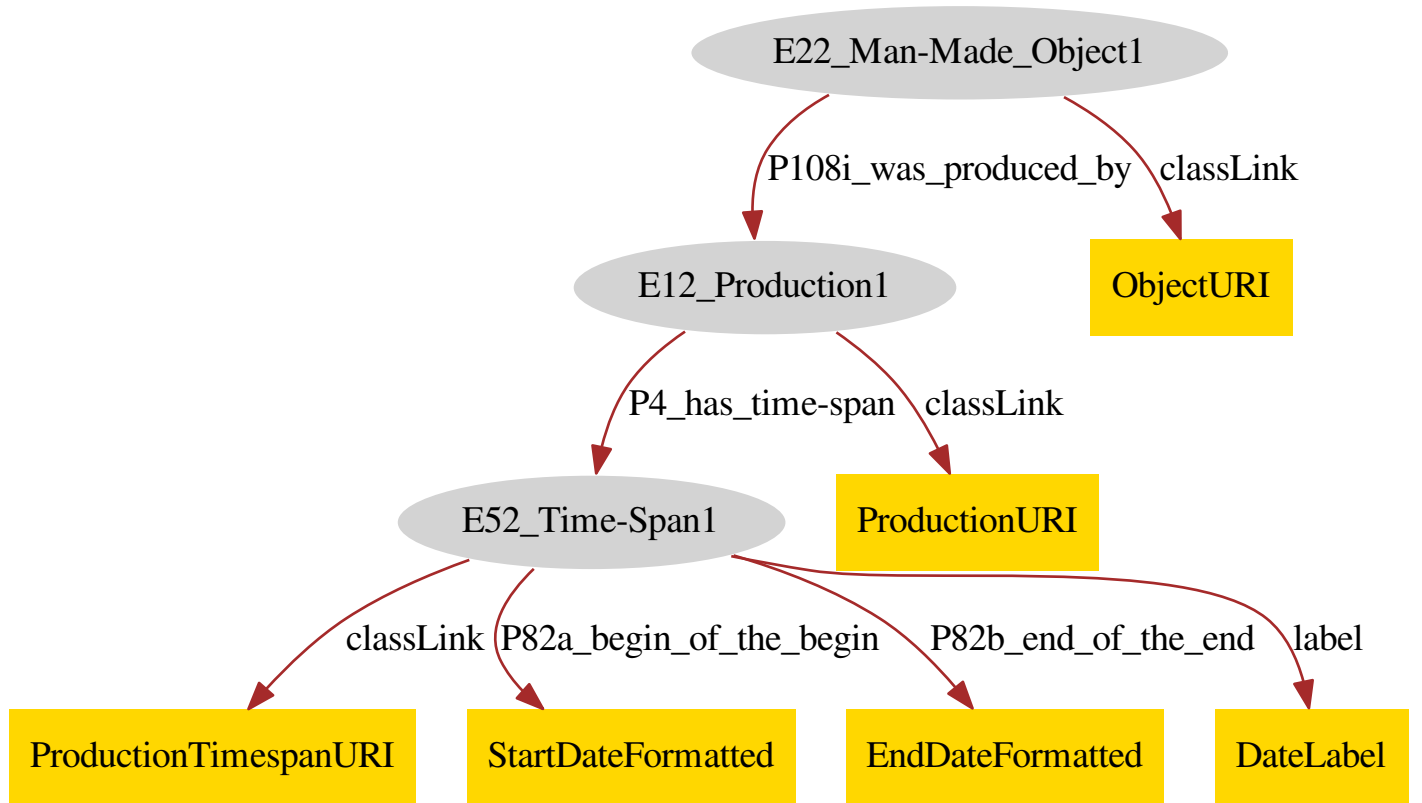 E22_Man-Made_Object1
P108i_was_produced_by
classLink
E12_Production1
ObjectURI
P4_has_time-span
classLink
E52_Time-Span1
ProductionURI
classLink
P82a_begin_of_the_begin
P82b_end_of_the_end
label
ProductionTimespanURI
StartDateFormatted
EndDateFormatted
DateLabel